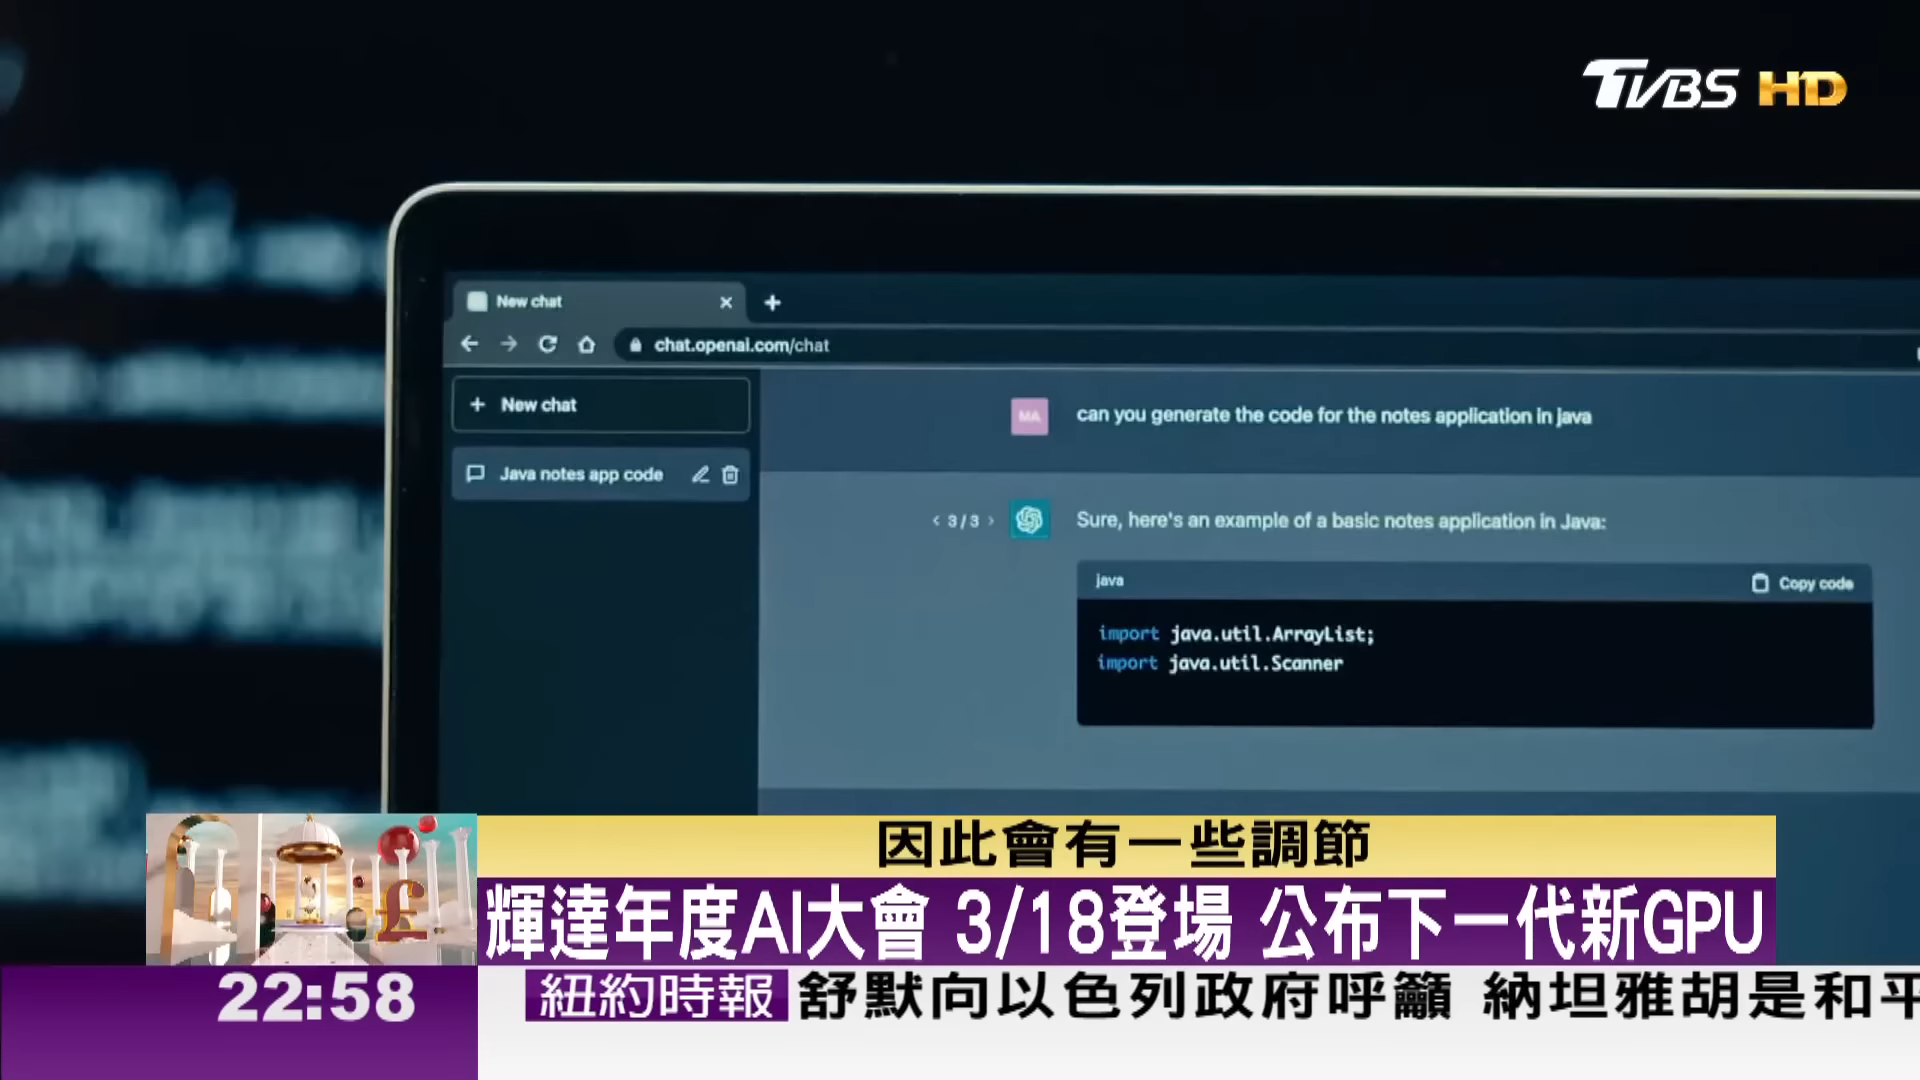 TVBS HD
New chat
chat.openai.com/chat
New chat
Java notes app code
MA
can you generate the code for the notes application in java
3/3
Sure, here's an example of a basic notes application in Java:
java
Copy code
import java.util.ArrayList;
import java.util.Scanner
因此會有一些調節
輝達年度AI大會 3/18登場 公布下一代新GPU
22:58
紐約時報 舒默向以色列政府呼籲 納坦雅胡是和平